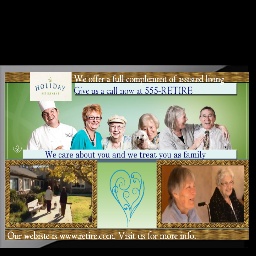 We offer a full complement of assisted living
HOLIDAY
Give us a call now at 555-RETIRE
We care about you and we treat you as family
Our website is www.retire.com. Visit us for more info.